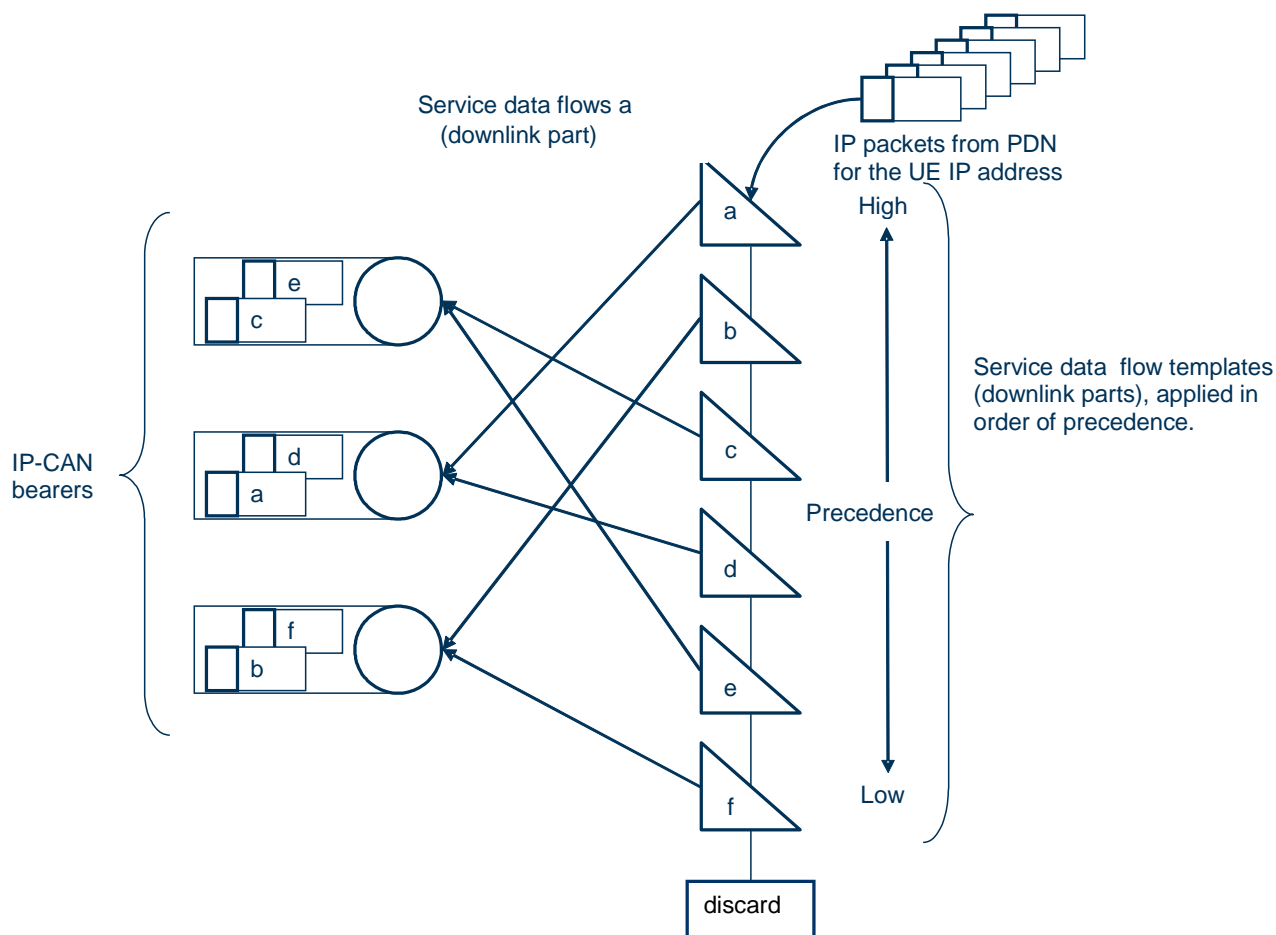 Service data flows a
(downlink part)
IP packets from PDN
for the UE IP address
a
High
e
c
b
Service data flow templates
(downlink parts), applied in
order of precedence.
c
IP-CAN
bearers
d
a
Precedence
d
f
b
e
f
Low
discard